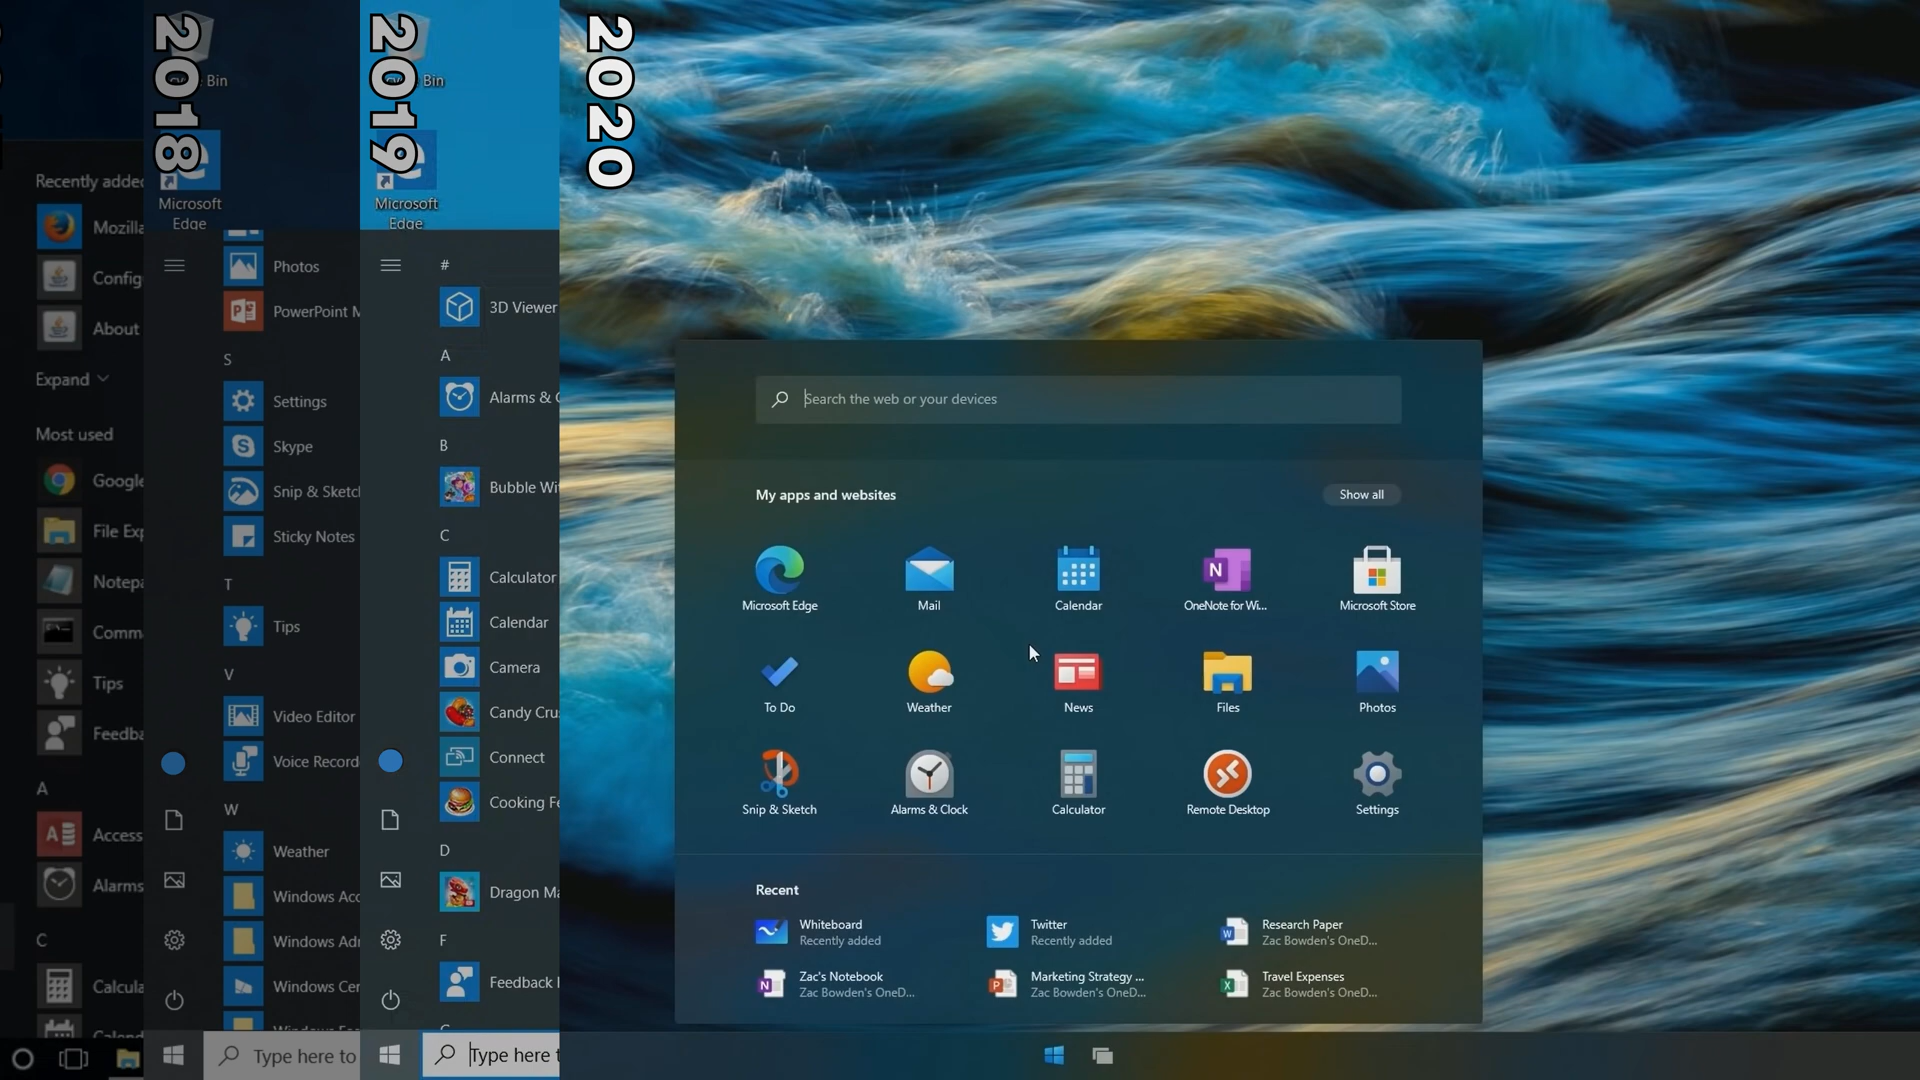 Recently added
Mozilla
Config
About
Expand
Most used
Google
File Exp
Notepa
Comm
Tips
Feedba
A
Access
Alarms
C
Calcula
Calend
2018
Bin
Microsoft
Edge
Photos
PowerPoint M
S
Settings
Skype
Snip & Sketch
Sticky Notes
T
Tips
V
Video Editor
Voice Record
W
Weather
Windows Acc
Windows Adm
Windows Cer
Type here to
2019
Bin
Microsoft
Edge
#
3D Viewer
A
Alarms & C
B
Bubble Wit
C
Calculator
Calendar
Camera
Candy Cru
Connect
Cooking Fe
D
Dragon Ma
F
Feedback
Type here t
2020
Search the web or your devices
My apps and websites
Show all
Microsoft Edge
Mail
Calendar
OneNote for Wi...
Microsoft Store
To Do
Weather
News
Files
Photos
Snip & Sketch
Alarms & Clock
Calculator
Remote Desktop
Settings
Recent
Whiteboard
Recently added
Twitter
Recently added
Research Paper
Zac Bowden's OneD...
Zac's Notebook
Zac Bowden's OneD...
Marketing Strategy ...
Zac Bowden's OneD...
Travel Expenses
Zac Bowden's OneD...